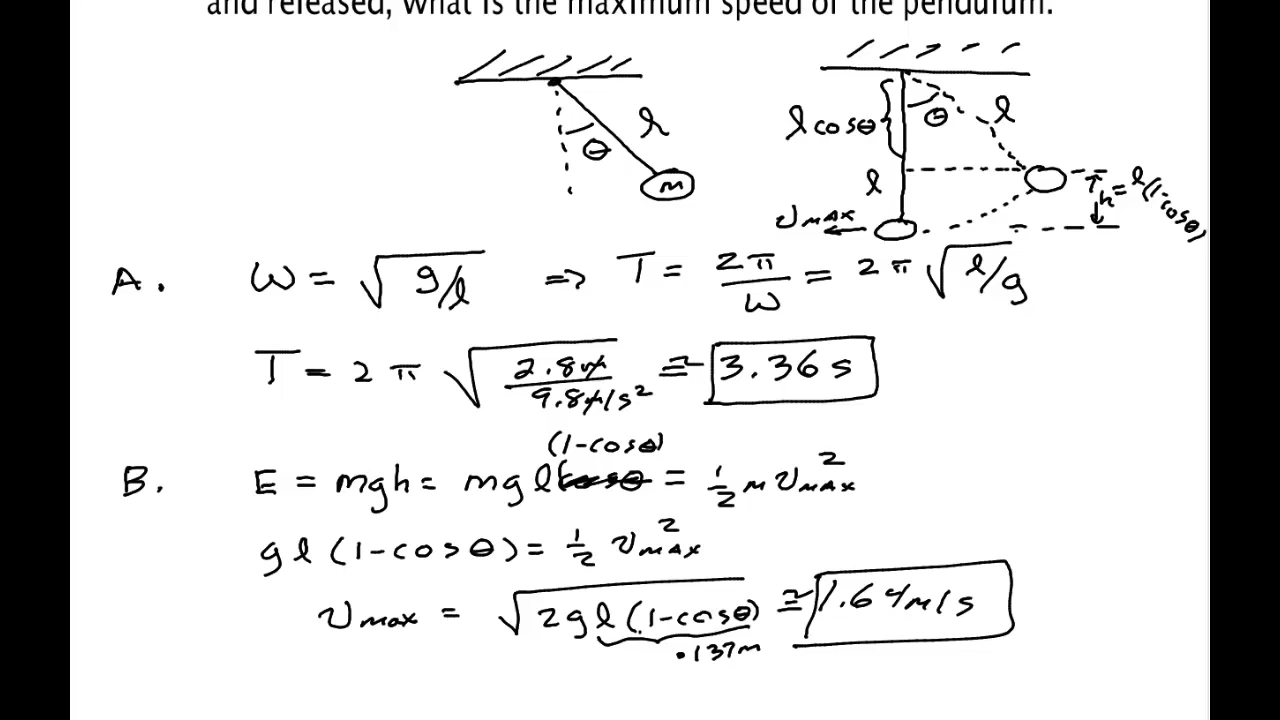 and released, what is the maximum speed of the pendulum.
θ l m
l cosθ θ l
l h = l(1-cosθ)
v_MAX
A. ω = √(g/l) => T = 2π/ω = 2π √(l/g)
T = 2π √(2.8m / 9.8m/s²) ≅ 3.36 s
(1-cosθ)
B. E = mgh = mgl cosθ = ½ m v_MAX²
gl(1-cosθ) = ½ v_MAX²
v_max = √(2gl(1-cosθ)) ≅ 1.64 m/s
.137m